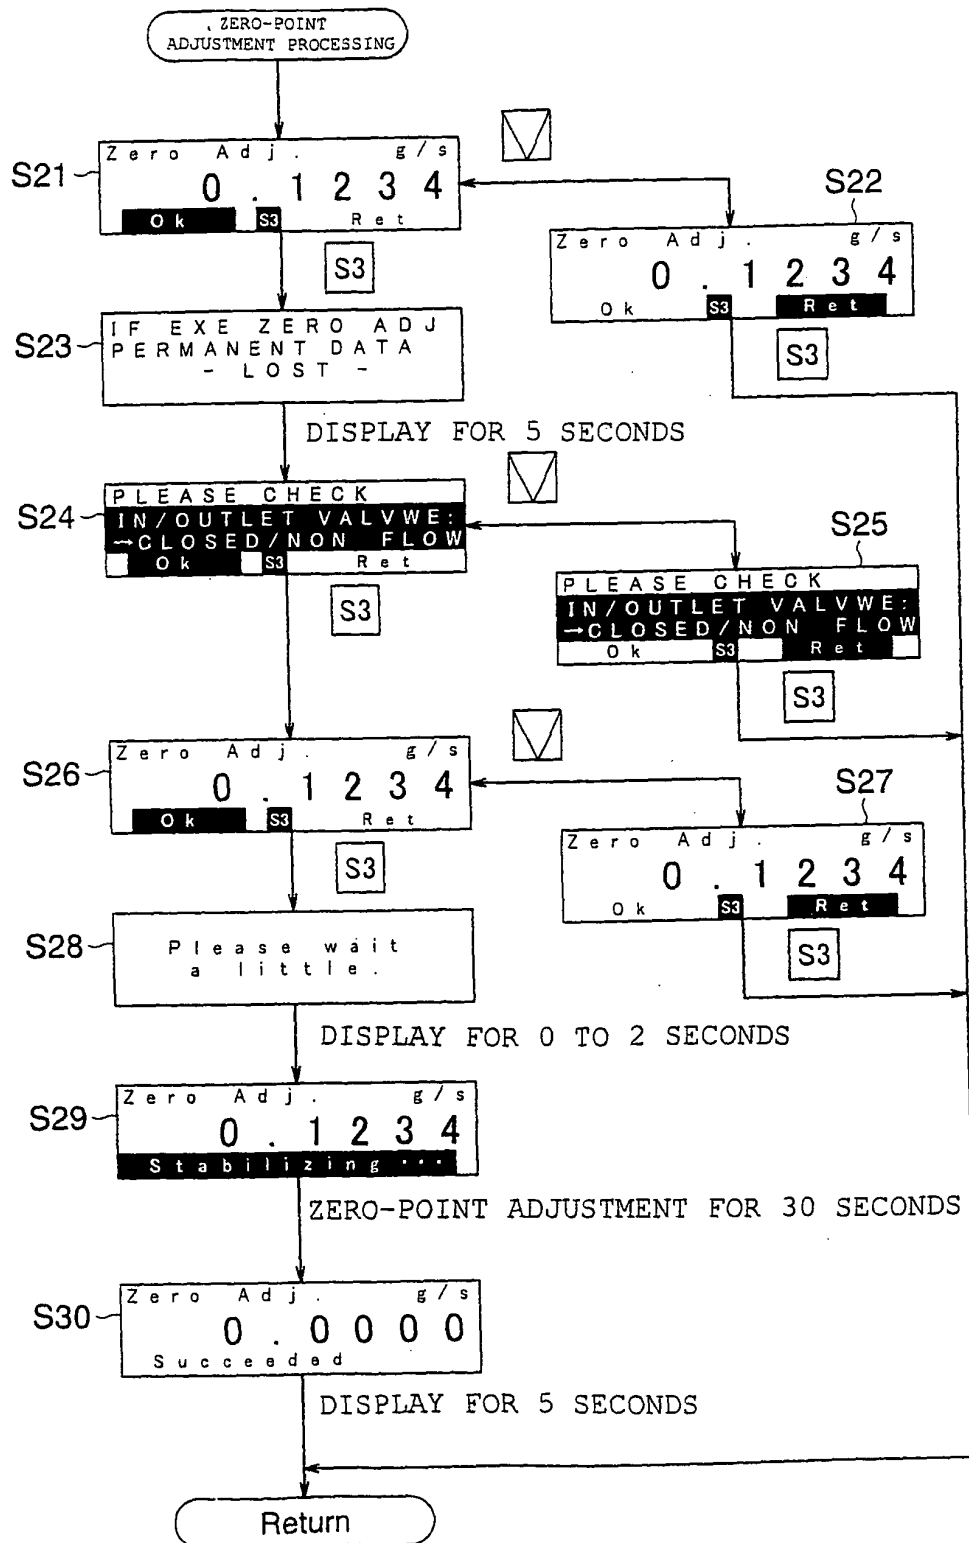 ZERO-POINT
ADJUSTMENT PROCESSING
S21
Zero Adj. g/s
0.1234
Ok S3 Ret
S3
S22
Zero Adj. g/s
0.1234
Ok S3 Ret
S3
S23
IF EXE ZERO ADJ
PERMANENT DATA
- LOST -
DISPLAY FOR 5 SECONDS
S24
PLEASE CHECK
IN/OUTLET VALVWE:
→CLOSED/NON FLOW
Ok S3 Ret
S3
S25
PLEASE CHECK
IN/OUTLET VALVWE:
→CLOSED/NON FLOW
Ok S3 Ret
S3
S26
Zero Adj. g/s
0.1234
Ok S3 Ret
S3
S27
Zero Adj. g/s
0.1234
Ok S3 Ret
S3
S28
Please wait
a little.
DISPLAY FOR 0 TO 2 SECONDS
S29
Zero Adj. g/s
0.1234
Stabilizing ···
ZERO-POINT ADJUSTMENT FOR 30 SECONDS
S30
Zero Adj. g/s
0.0000
Succeeded
DISPLAY FOR 5 SECONDS
Return